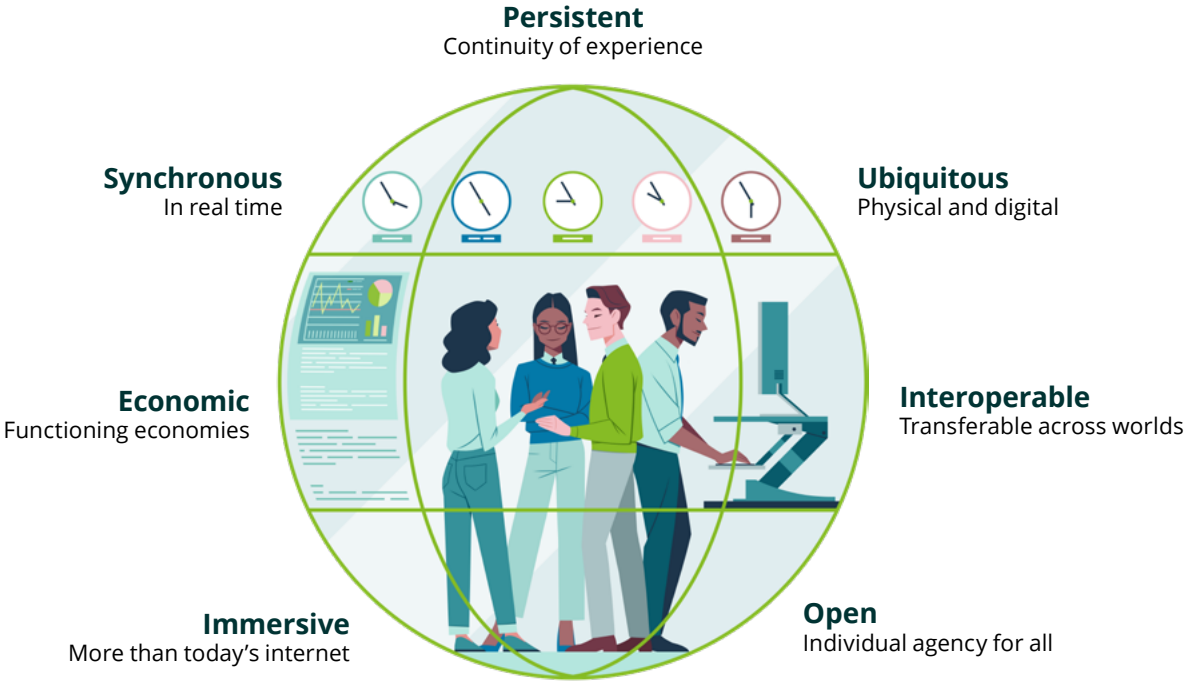 Persistent
Continuity of experience
Synchronous
In real time
Ubiquitous
Physical and digital
Economic
Functioning economies
Interoperable
Transferable across worlds
Immersive
More than today's internet
Open
Individual agency for all